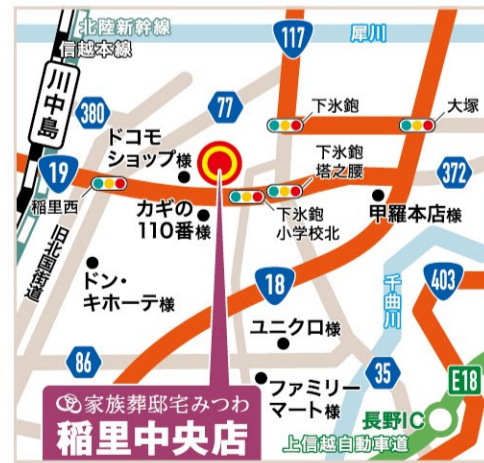 北陸新幹線
信越本線
川中島
117
犀川
380
77
下氷鉋
大塚
ドコモ
ショップ様
19
稲里西
下氷鉋
塔之腰
372
カギの
110番様
下氷鉋
小学校北
甲羅本店様
旧北国街道
ドン・
キホーテ様
18
千曲川
403
ユニクロ様
86
35
E18
ファミリー
マート様
長野IC
上信越自動車道
家族葬邸宅みつわ
稲里中央店